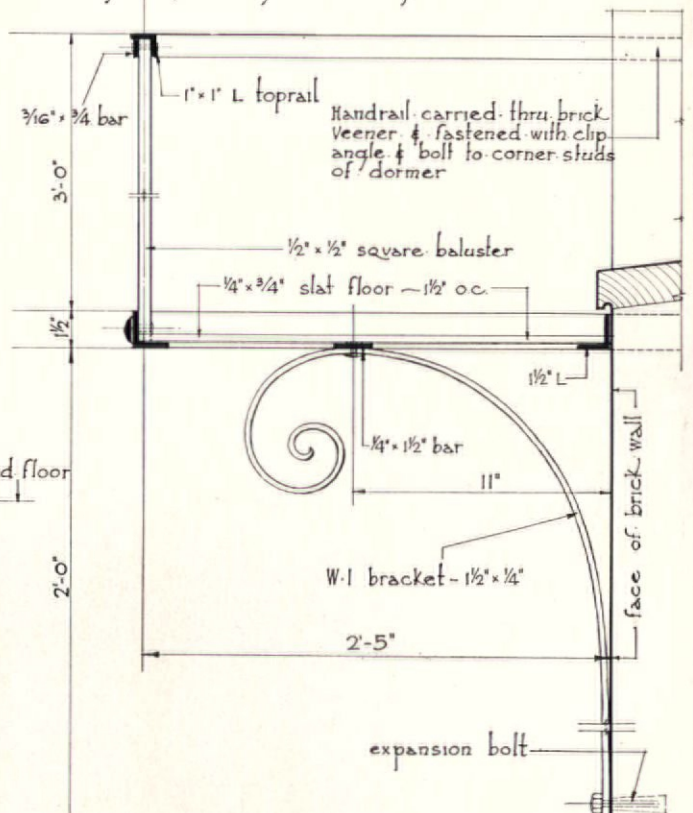 1" × 1" L toprail
3/16" × 3/4 bar
Handrail carried thru brick
Veener & fastened with clip
angle & bolt to corner studs
of dormer
3'-0"
1/2" × 1/2" square baluster
1/4" × 3/4" slat floor - 1 1/2" o.c.
1 1/2"
1 1/2" L
1/4" × 1 1/2" bar
d floor
11"
face of brick wall
W.I bracket - 1 1/2" × 1/4"
2'-0"
2'-5"
expansion bolt